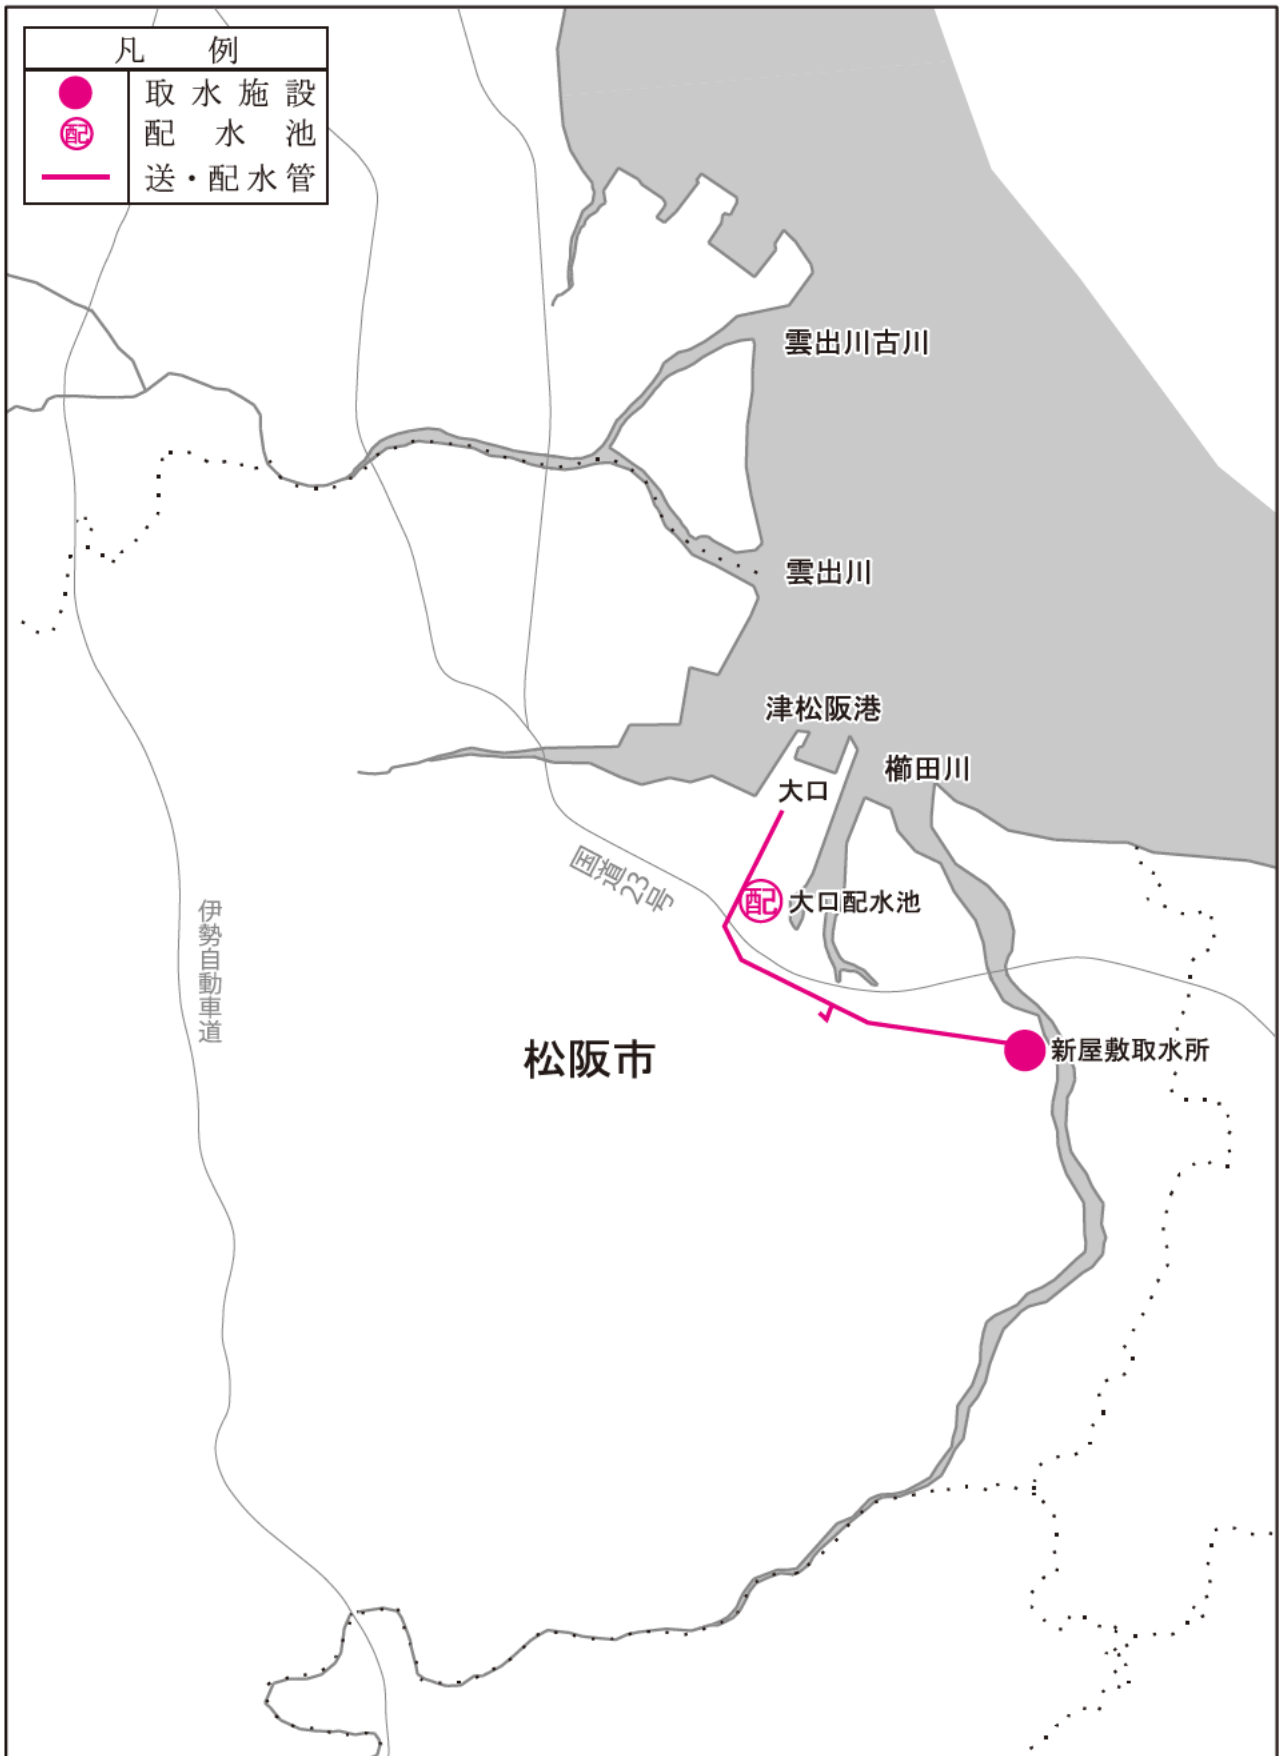 凡例
取水施設
配 配水池
送・配水管
雲出川古川
雲出川
津松阪港
櫛田川
大口
国道23号
配 大口配水池
伊勢自動車道
松阪市
新屋敷取水所